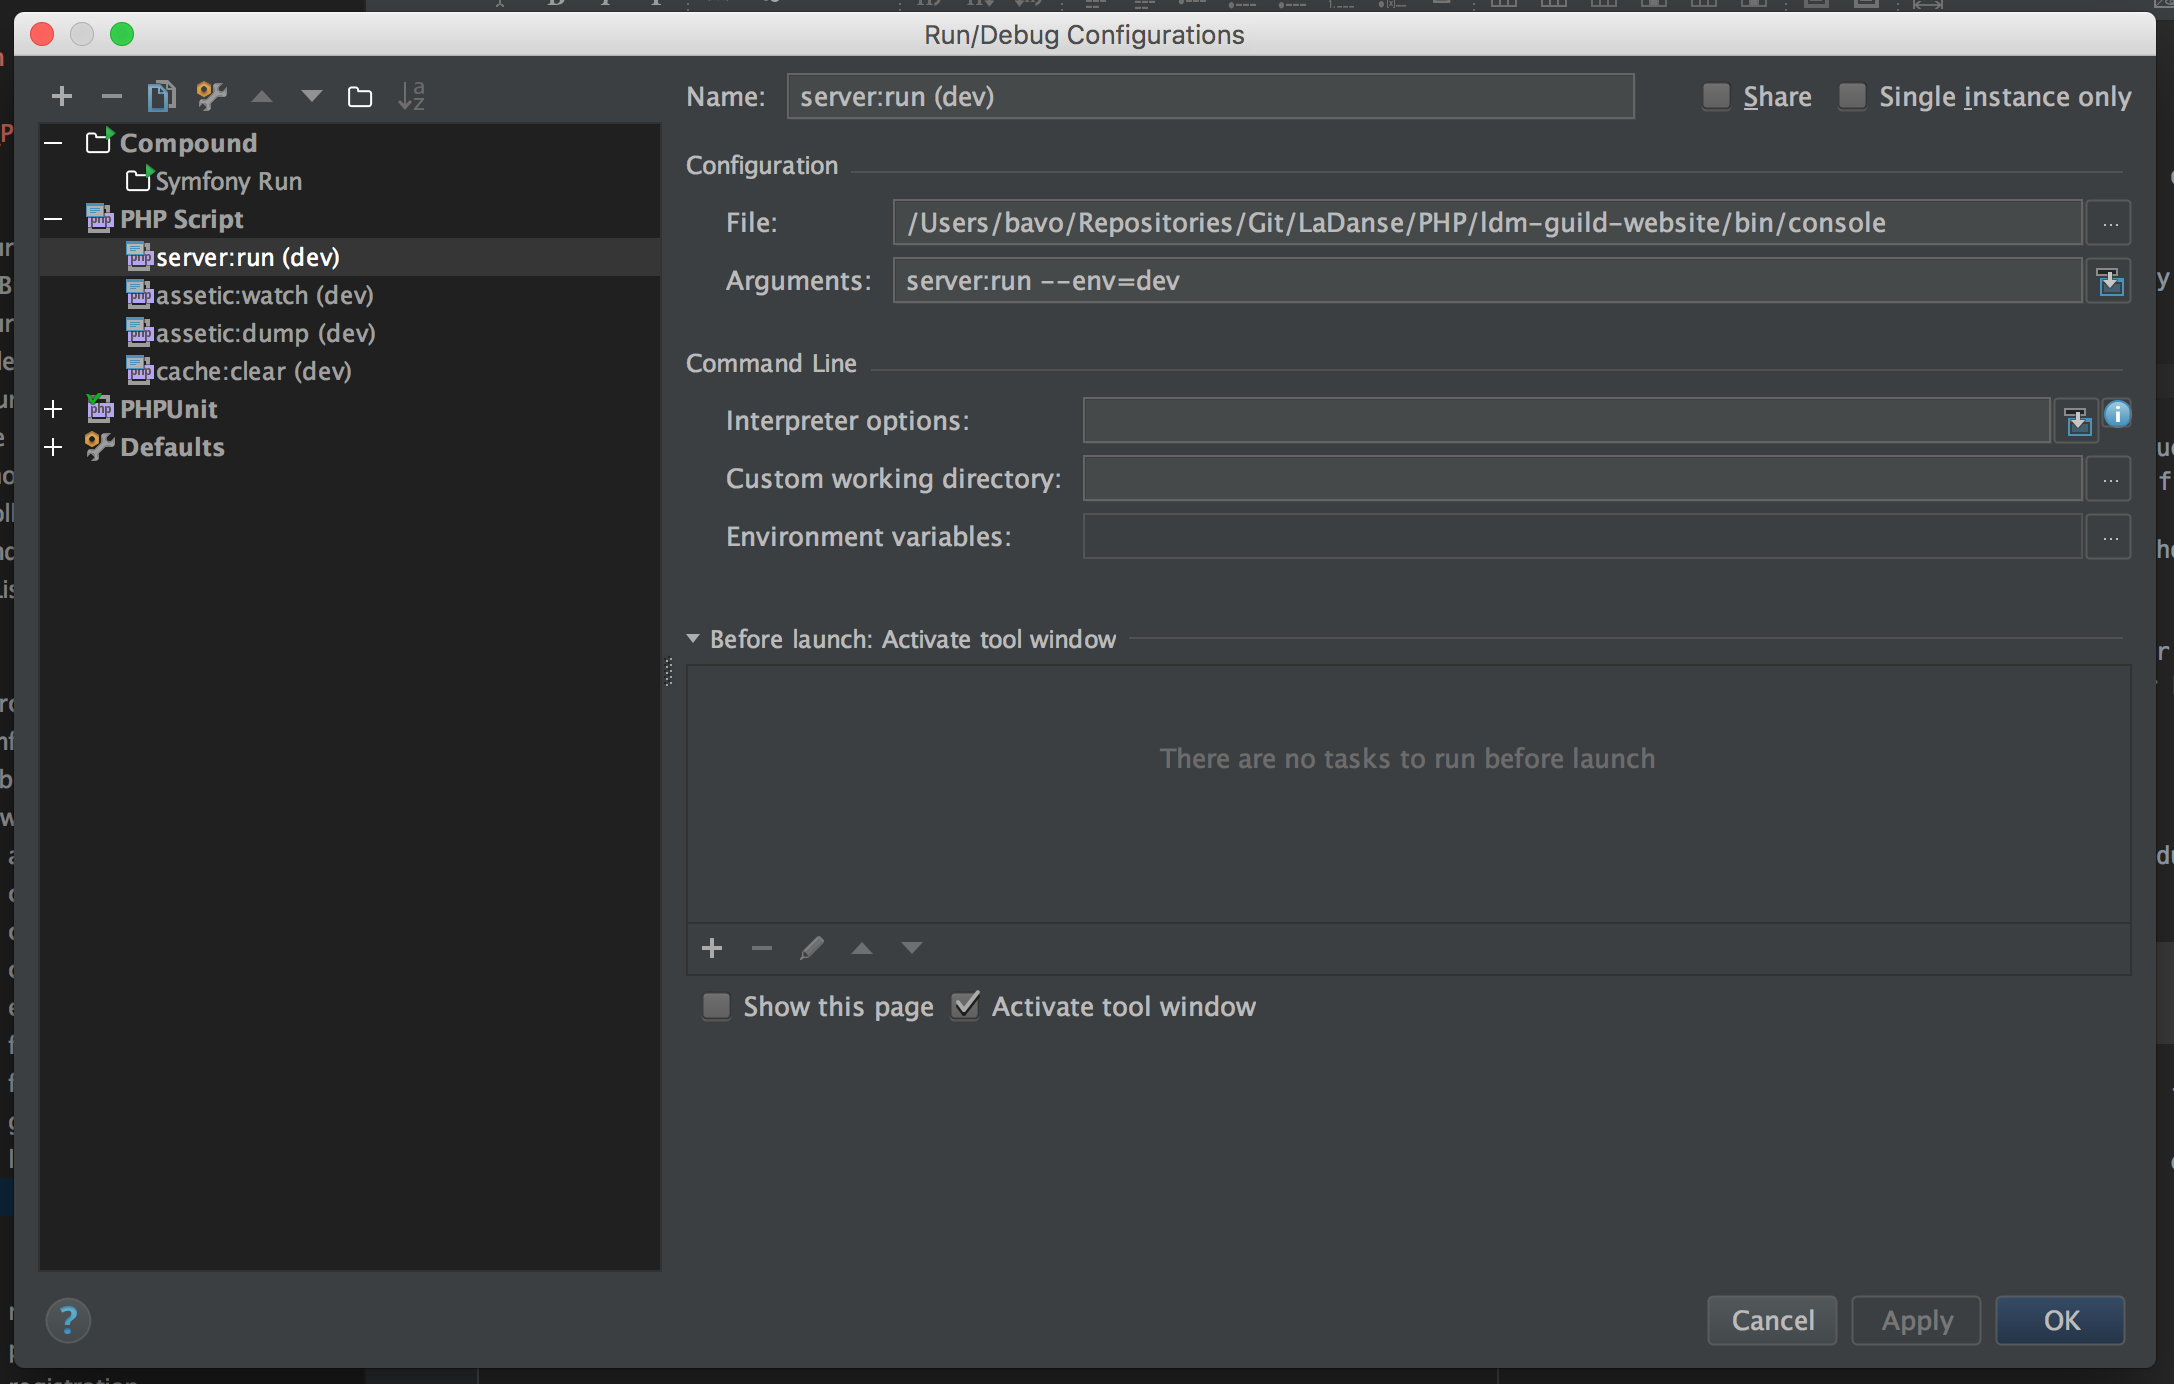 Run/Debug Configurations
Name: server:run (dev) Share Single instance only
Compound
Symfony Run
PHP Script
server:run (dev)
assetic:watch (dev)
assetic:dump (dev)
cache:clear (dev)
PHPUnit
Defaults
Configuration
File: /Users/bavo/Repositories/Git/LaDanse/PHP/ldm-guild-website/bin/console ...
Arguments: server:run --env=dev
Command Line
Interpreter options:
Custom working directory: ...
Environment variables: ...
Before launch: Activate tool window
There are no tasks to run before launch
Show this page Activate tool window
? Cancel Apply OK